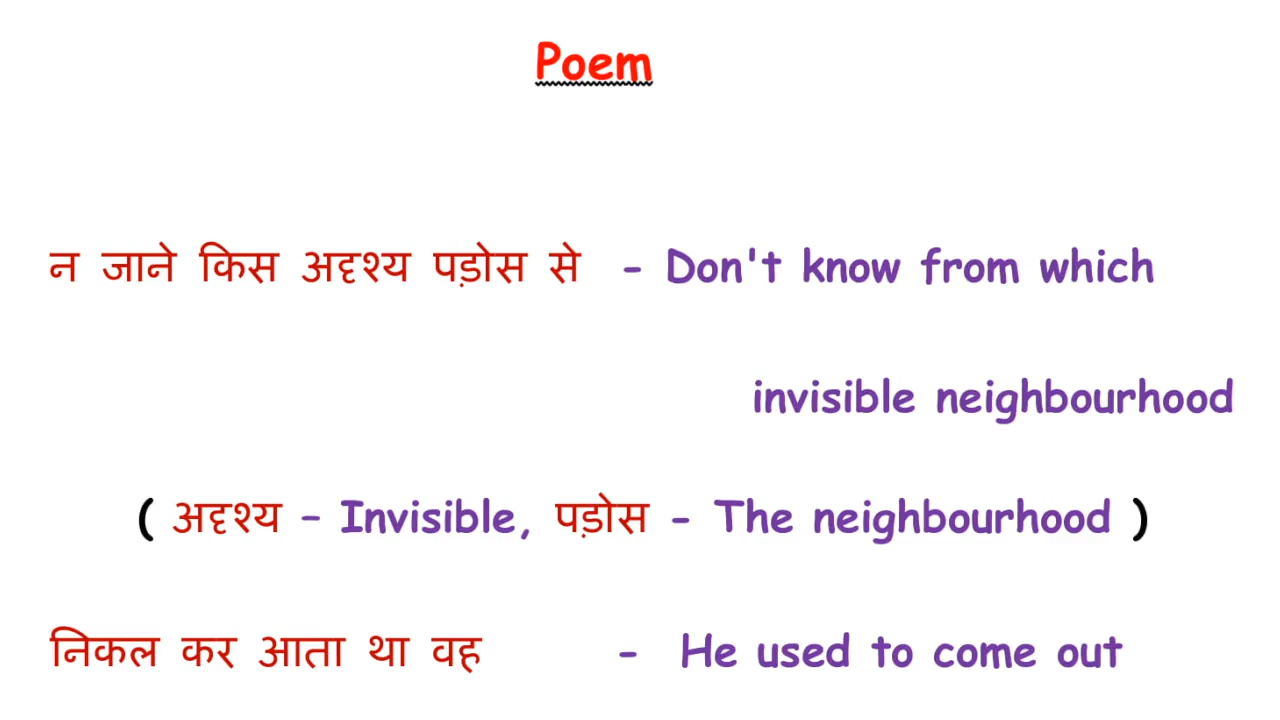 Poem
न जाने किस अदृश्य पड़ोस से - Don't know from which
invisible neighbourhood
( अदृश्य – Invisible, पड़ोस - The neighbourhood )
निकल कर आता था वह - He used to come out